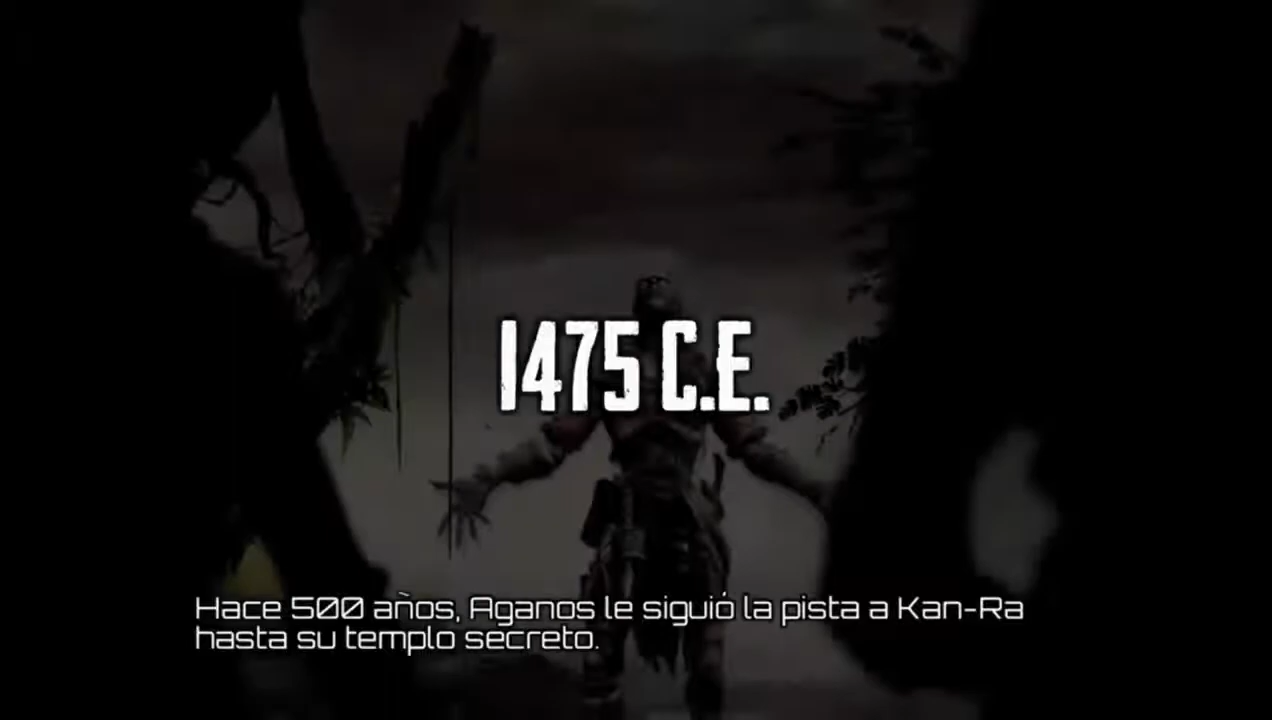 1475 C.E.
Hace 500 años, Aganos le siguió la pista a Kan-Ra
hasta su templo secreto.